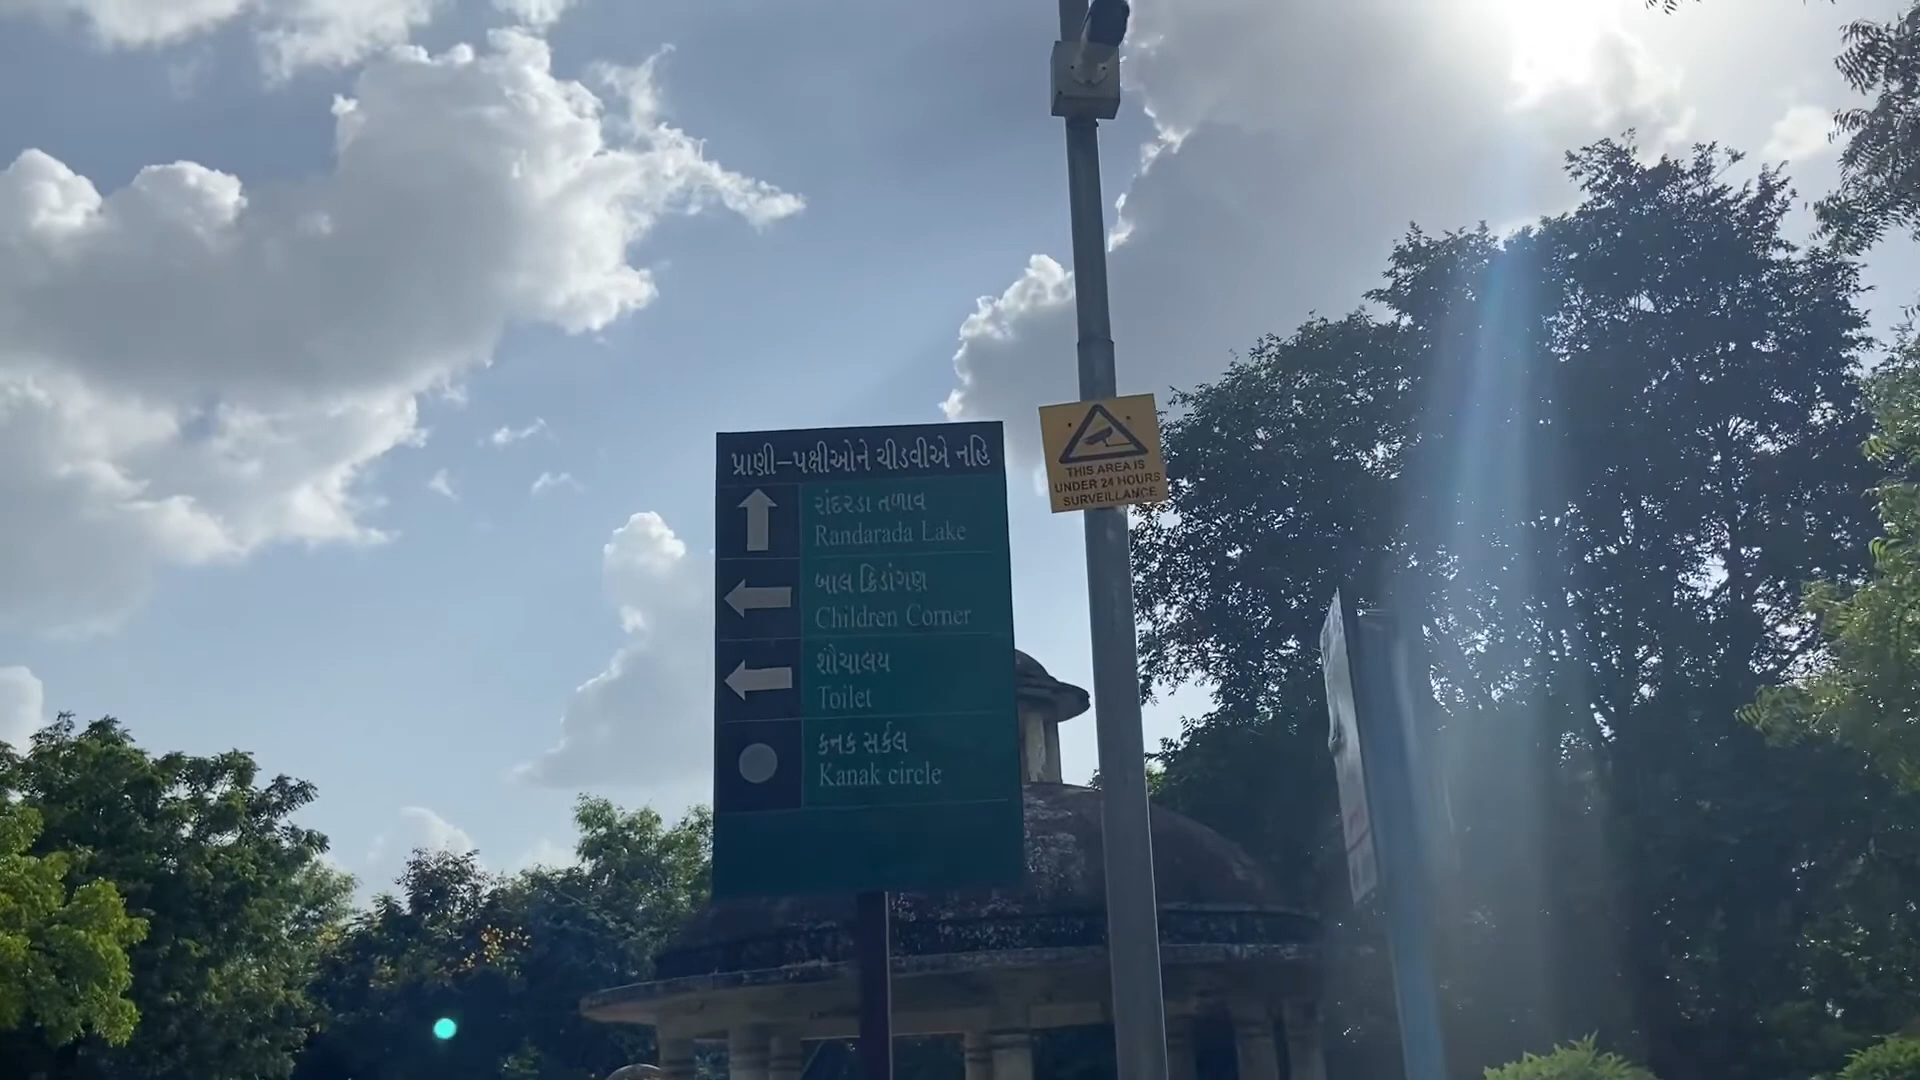 પ્રાણી–પક્ષીઓને ચીડવીએ નહિ
રાંદરડા તળાવ
Randarada Lake
બાલ ક્રિડાંગણ
Children Corner
શૌચાલય
Toilet
કનક સર્કલ
Kanak circle
THIS AREA IS
UNDER 24 HOURS
SURVEILLANCE